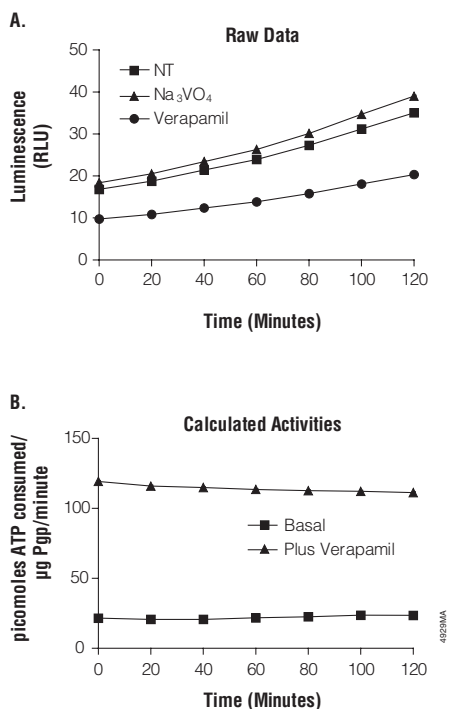 A.
Raw Data
Luminescence
(RLU)
50
40
30
20
10
0
NT
Na₃VO₄
Verapamil
0 20 40 60 80 100 120
Time (Minutes)
B.
Calculated Activities
picomoles ATP consumed/
µg Pgp/minute
150
100
50
0
Basal
Plus Verapamil
0 20 40 60 80 100 120
Time (Minutes)
4929MA